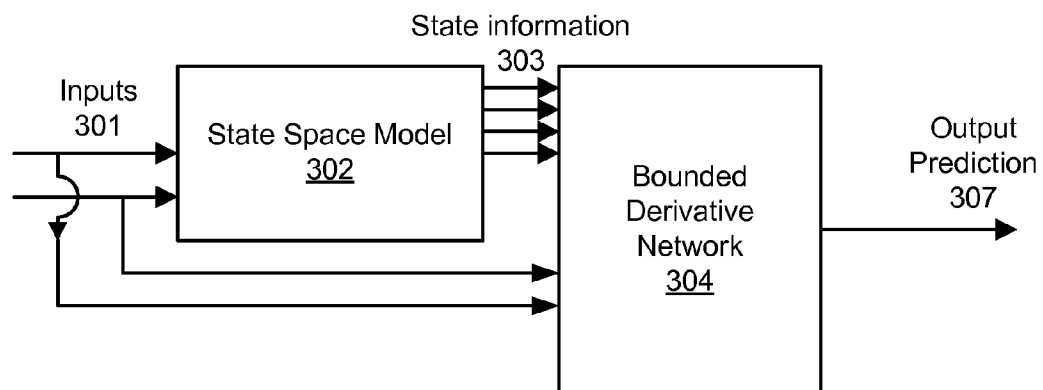 State information
303
Inputs
301
State Space Model
302
Bounded
Derivative
Network
304
Output
Prediction
307